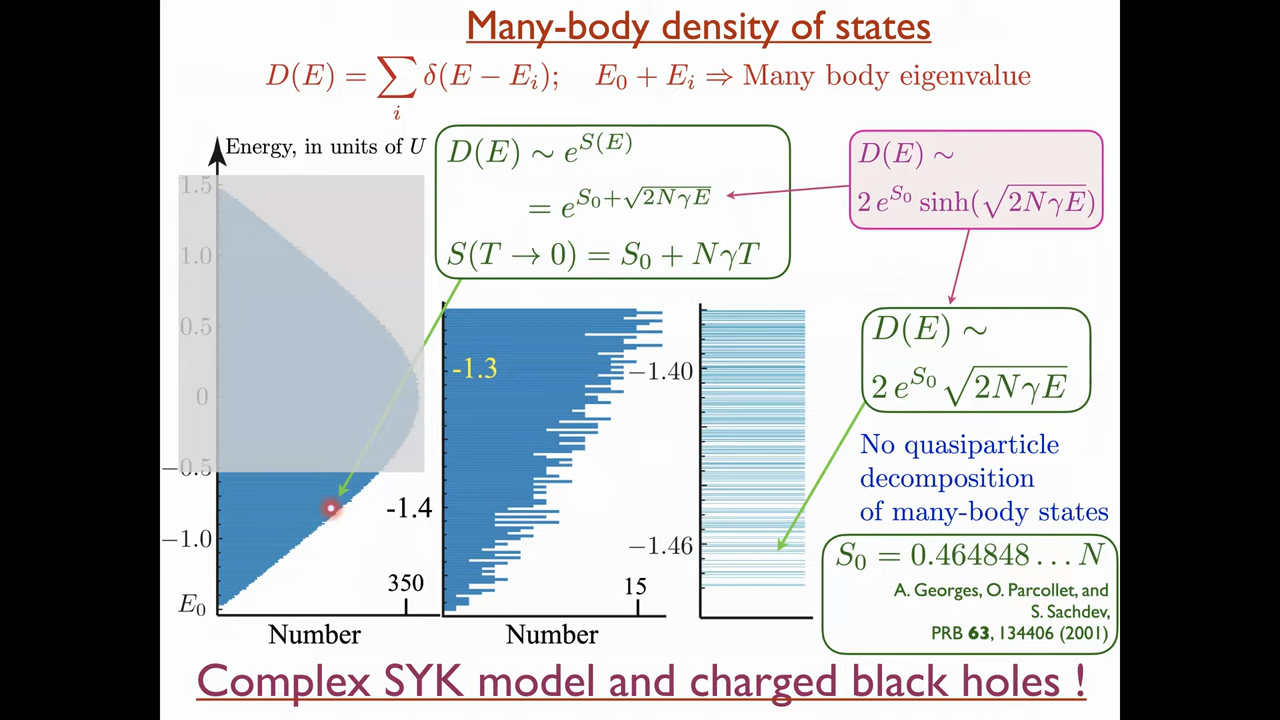 Many-body density of states
D(E) = ∑_i δ(E − E_i); E_0 + E_i ⇒ Many body eigenvalue
Energy, in units of U
1.5
1.0
0.5
0
−0.5
−1.0
E_0
350
Number
D(E) ∼ e^{S(E)}
= e^{S_0+√(2NγE)}
S(T → 0) = S_0 + NγT
-1.3
-1.4
15
Number
−1.40
−1.46
D(E) ∼
2 e^{S_0} sinh(√(2NγE))
D(E) ∼
2 e^{S_0} √(2NγE)
No quasiparticle
decomposition
of many-body states
S_0 = 0.464848 . . . N
A. Georges, O. Parcollet, and
S. Sachdev,
PRB 63, 134406 (2001)
Complex SYK model and charged black holes !